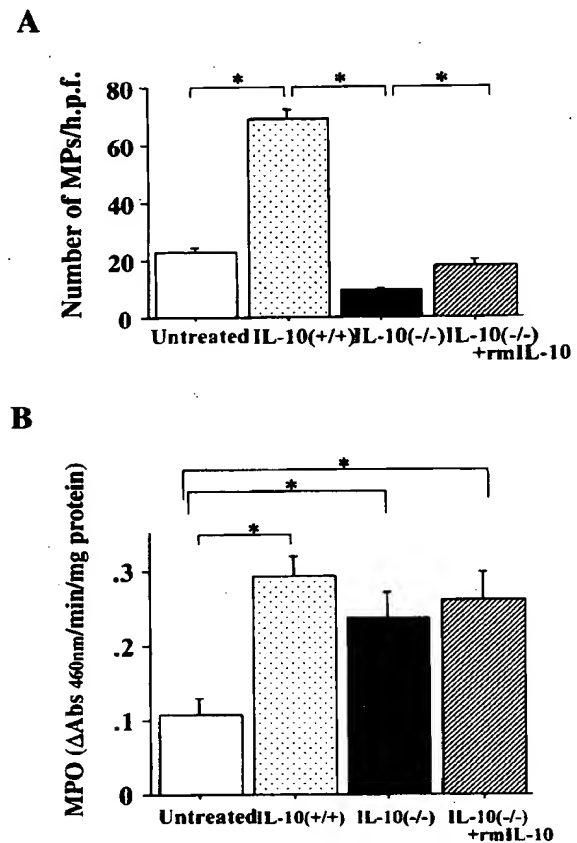 A
* * *
Number of MPs/h.p.f.
80
60
40
20
0
Untreated IL-10(+/+) IL-10(-/-) IL-10(-/-)
+rmIL-10
B
*
*
*
MPO (ΔAbs 460nm/min/mg protein)
.3
.2
.1
0
Untreated IL-10(+/+) IL-10(-/-) IL-10(-/-)
+rmIL-10